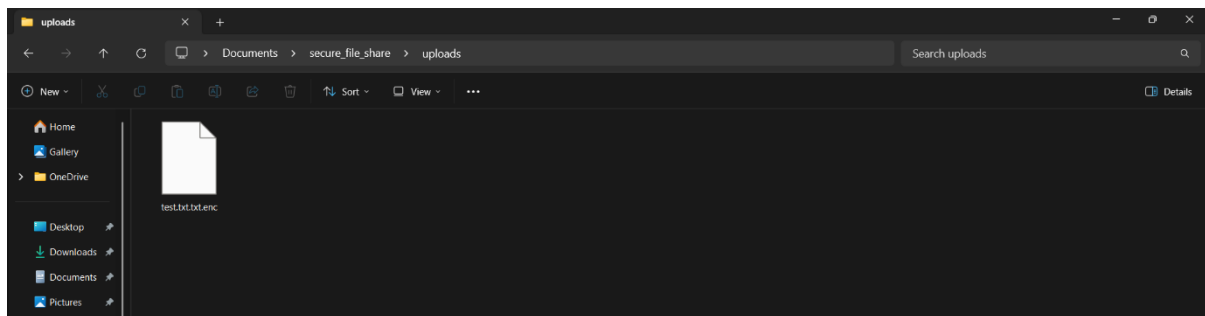 uploads
Documents > secure_file_share > uploads
Search uploads
New
Sort
View
Details
Home
Gallery
OneDrive
test.txt.txt.enc
Desktop
Downloads
Documents
Pictures